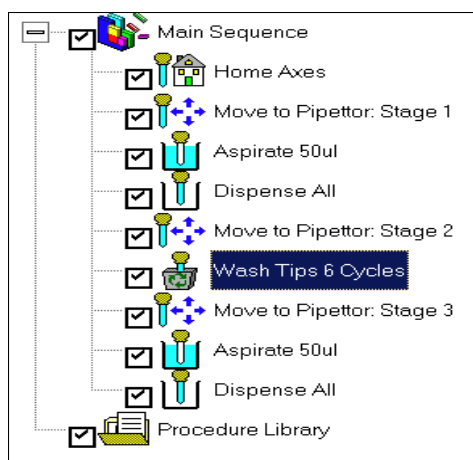 Main Sequence
Home Axes
Move to Pipettor: Stage 1
Aspirate 50ul
Dispense All
Move to Pipettor: Stage 2
Wash Tips 6 Cycles
Move to Pipettor: Stage 3
Aspirate 50ul
Dispense All
Procedure Library